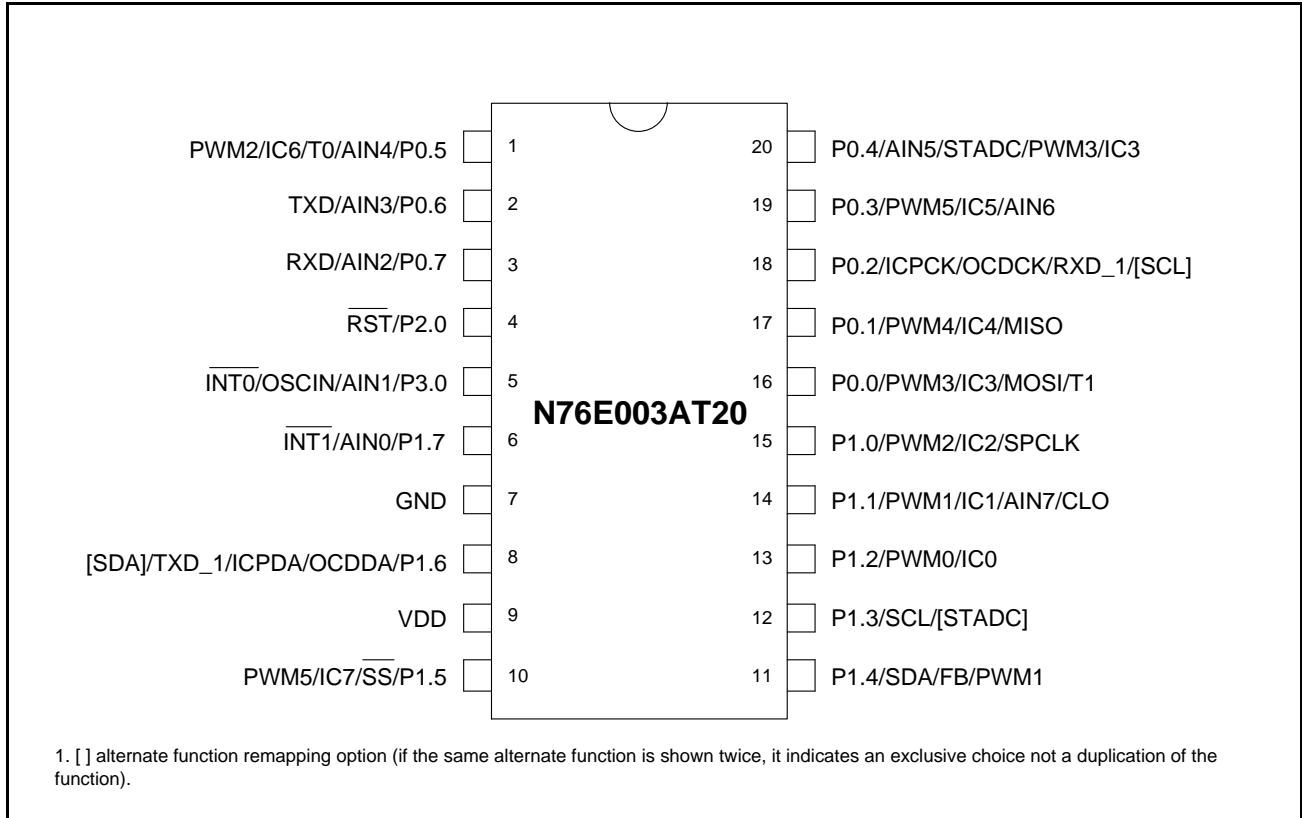 PWM2/IC6/T0/AIN4/P0.5 1 20 P0.4/AIN5/STADC/PWM3/IC3
TXD/AIN3/P0.6 2 19 P0.3/PWM5/IC5/AIN6
RXD/AIN2/P0.7 3 18 P0.2/ICPCK/OCDCK/RXD_1/[SCL]
RST/P2.0 4 17 P0.1/PWM4/IC4/MISO
INT0/OSCIN/AIN1/P3.0 5 16 P0.0/PWM3/IC3/MOSI/T1
N76E003AT20
INT1/AIN0/P1.7 6 15 P1.0/PWM2/IC2/SPCLK
GND 7 14 P1.1/PWM1/IC1/AIN7/CLO
[SDA]/TXD_1/ICPDA/OCDDA/P1.6 8 13 P1.2/PWM0/IC0
VDD 9 12 P1.3/SCL/[STADC]
PWM5/IC7/SS/P1.5 10 11 P1.4/SDA/FB/PWM1
1. [ ] alternate function remapping option (if the same alternate function is shown twice, it indicates an exclusive choice not a duplication of the
function).